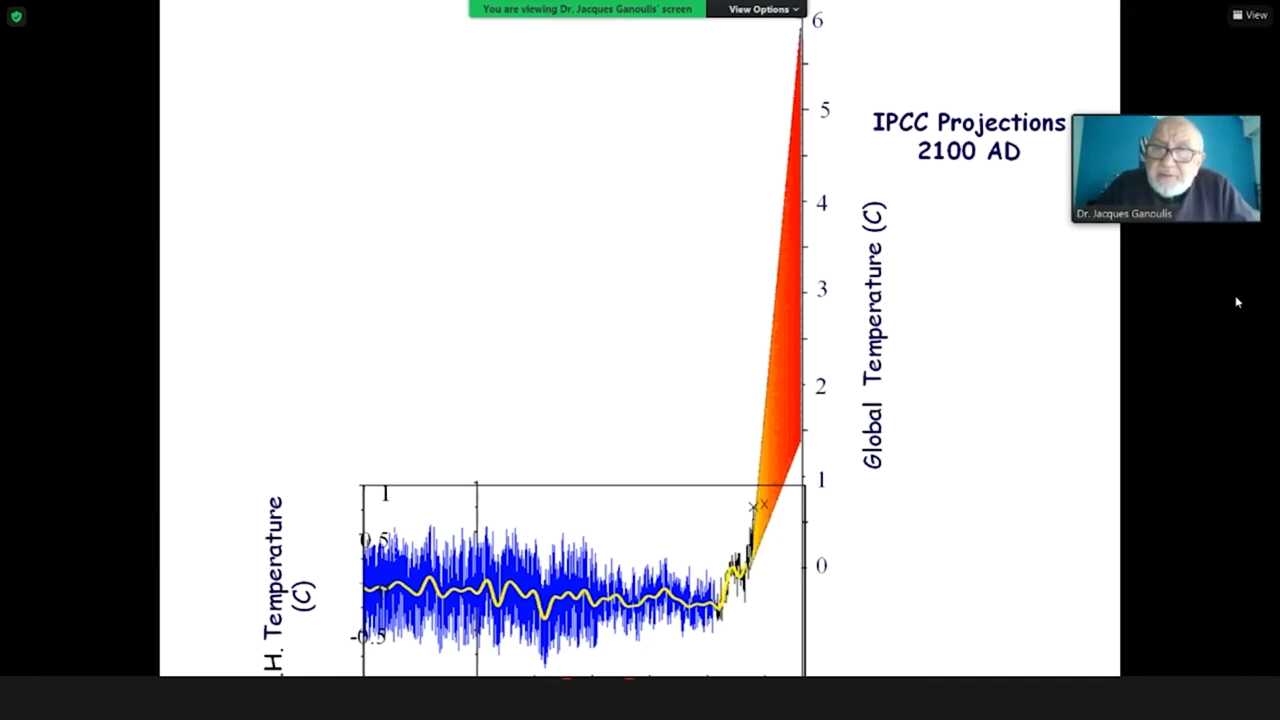 You are viewing Dr. Jacques Ganoulis' screen
View Options
View
6
5
IPCC Projections
2100 AD
Dr. Jacques Ganoulis
4
Global Temperature (C)
3
2
1
1
0.5
0
-0.5
.H. Temperature
(C)